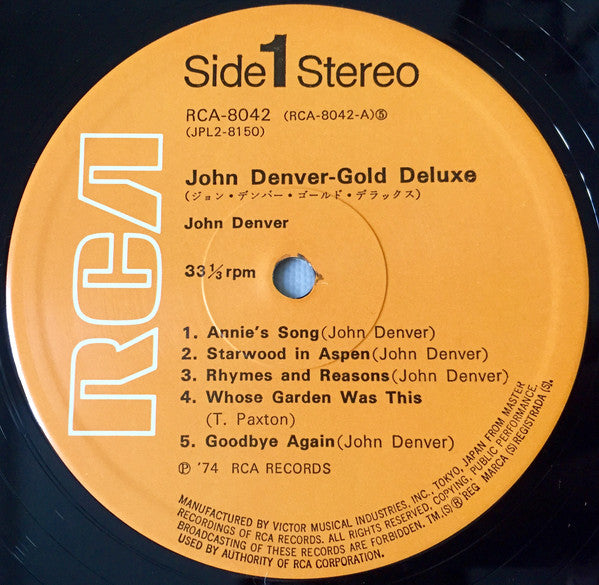 Side 1 Stereo
RCA-8042 (RCA-8042-A)⑤
(JPL2-8150)
RCA
John Denver-Gold Deluxe
(ジョン・デンバー・ゴールド・デラックス)
John Denver
33⅓ rpm
1. Annie's Song (John Denver)
2. Starwood in Aspen (John Denver)
3. Rhymes and Reasons (John Denver)
4. Whose Garden Was This
(T. Paxton)
5. Goodbye Again (John Denver)
℗ '74 RCA RECORDS
MANUFACTURED BY VICTOR MUSICAL INDUSTRIES, INC., TOKYO, JAPAN FROM MASTER
RECORDINGS OF RCA RECORDS. ALL RIGHTS RESERVED, COPYING, PUBLIC PERFORMANCE,
BROADCASTING OF THESE RECORDS ARE FORBIDDEN. TM.(S) ® REG MARCA (S) REGISTRADA (S).
USED BY AUTHORITY OF RCA CORPORATION.